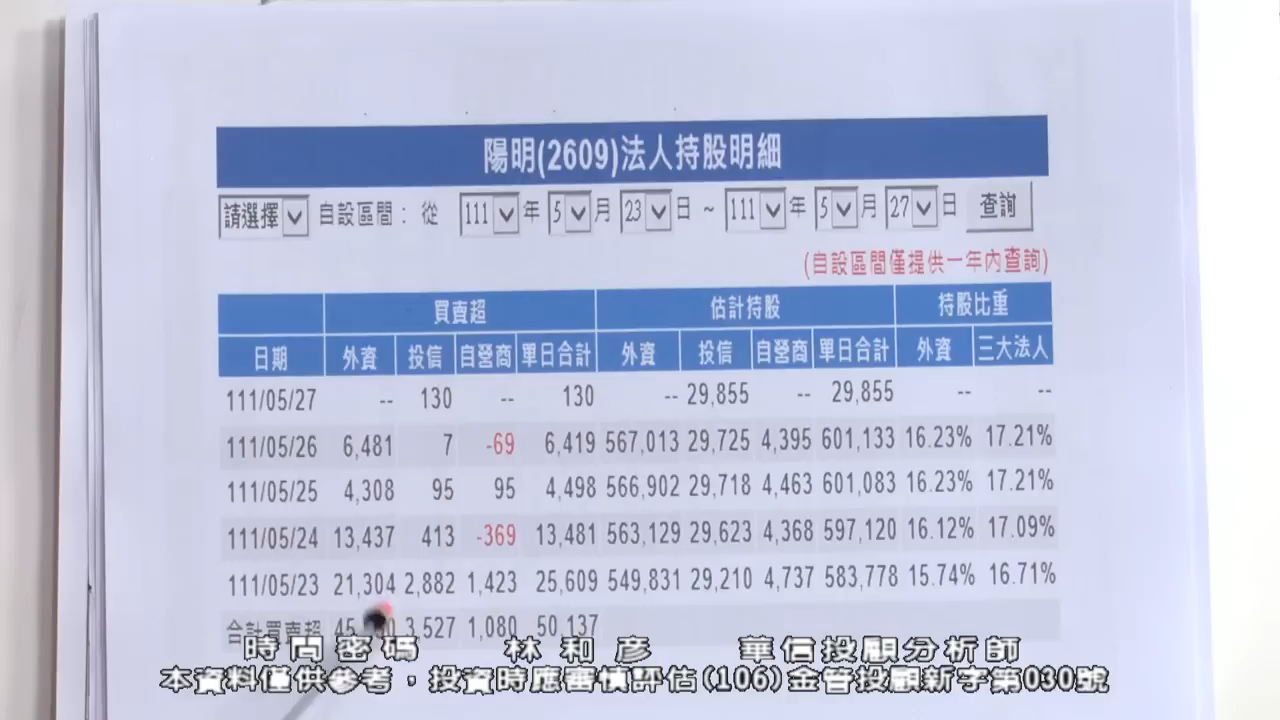 陽明(2609)法人持股明細
請選擇 自設區間: 從 111 年 5 月 23 日 ~ 111 年 5 月 27 日 查詢
(自設區間僅提供一年內查詢)
買賣超 估計持股 持股比重
日期 外資 投信 自營商 單日合計 外資 投信 自營商 單日合計 外資 三大法人
111/05/27 -- 130 -- 130 -- 29,855 -- 29,855 -- --
111/05/26 6,481 7 -69 6,419 567,013 29,725 4,395 601,133 16.23% 17.21%
111/05/25 4,308 95 95 4,498 566,902 29,718 4,463 601,083 16.23% 17.21%
111/05/24 13,437 413 -369 13,481 563,129 29,623 4,368 597,120 16.12% 17.09%
111/05/23 21,304 2,882 1,423 25,609 549,831 29,210 4,737 583,778 15.74% 16.71%
合計買賣超 3,527 1,080 50,137
時間密碼 林和彥 華信投顧分析師
本資料僅供參考，投資時應審慎評估(106)金管投顧新字第030號